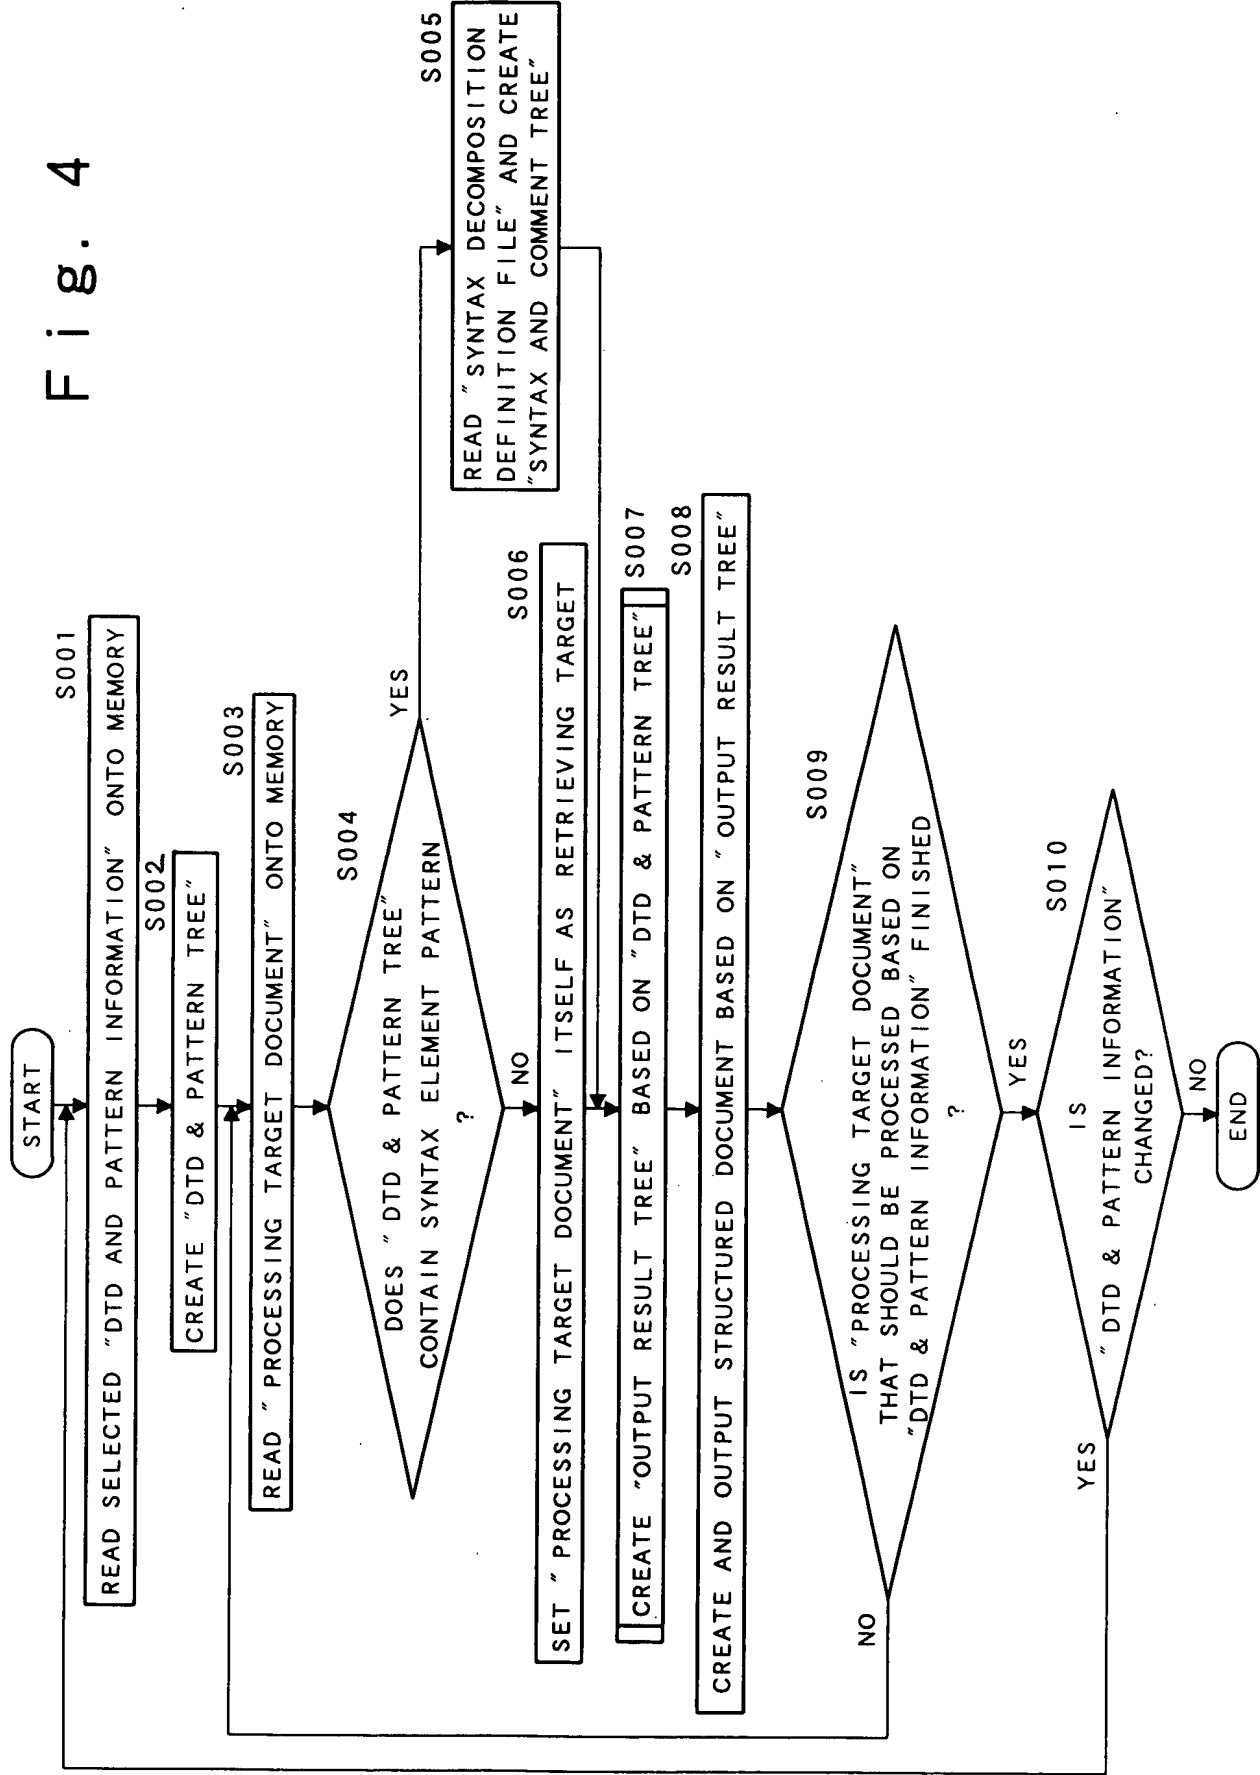 Fig. 4
START
S001
READ SELECTED "DTD AND PATTERN INFORMATION" ONTO MEMORY
S002
CREATE "DTD & PATTERN TREE"
S003
READ "PROCESSING TARGET DOCUMENT" ONTO MEMORY
S004
DOES "DTD & PATTERN TREE"
CONTAIN SYNTAX ELEMENT PATTERN
?
YES
S005
READ "SYNTAX DECOMPOSITION
DEFINITION FILE" AND CREATE
"SYNTAX AND COMMENT TREE"
NO
S006
SET "PROCESSING TARGET DOCUMENT" ITSELF AS RETRIEVING TARGET
S007
CREATE "OUTPUT RESULT TREE" BASED ON "DTD & PATTERN TREE"
S008
CREATE AND OUTPUT STRUCTURED DOCUMENT BASED ON "OUTPUT RESULT TREE"
S009
IS "PROCESSING TARGET DOCUMENT"
THAT SHOULD BE PROCESSED BASED ON
"DTD & PATTERN INFORMATION" FINISHED
?
NO
YES
S010
IS
"DTD & PATTERN INFORMATION"
CHANGED?
YES
NO
END